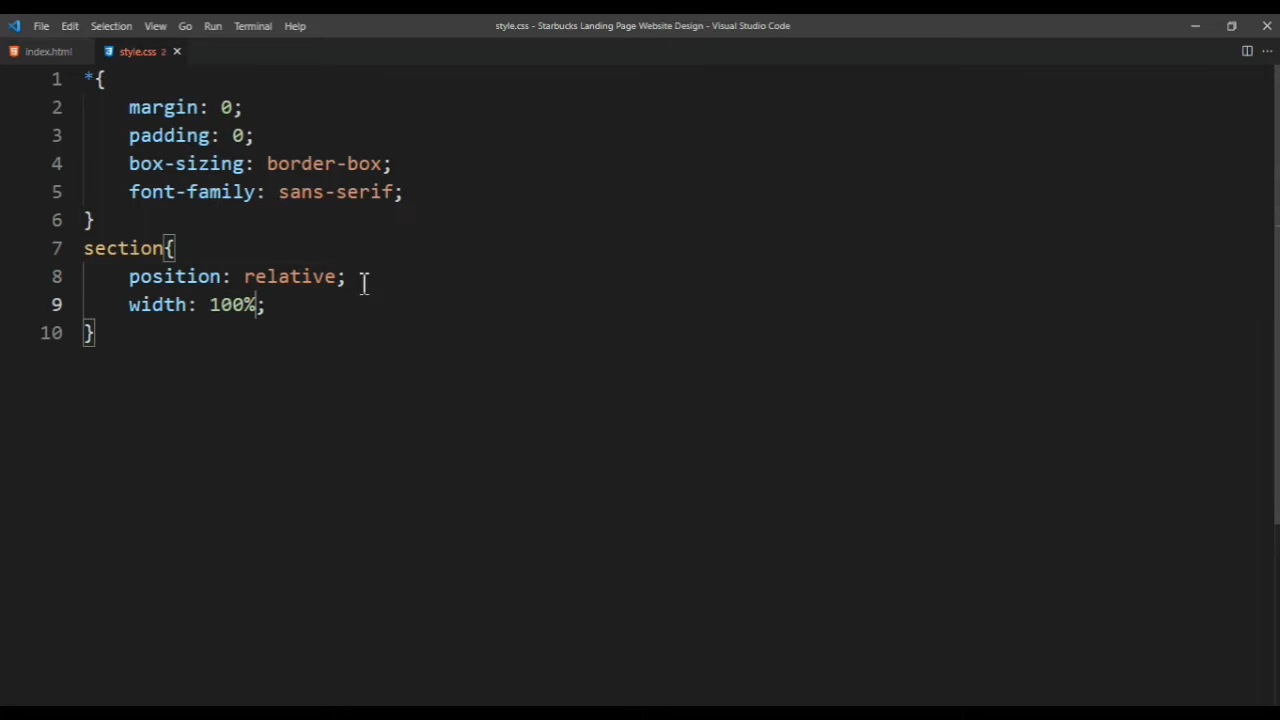 File Edit Selection View Go Run Terminal Help
style.css - Starbucks Landing Page Website Design - Visual Studio Code
index.html
style.css 2
1 *{
2 margin: 0;
3 padding: 0;
4 box-sizing: border-box;
5 font-family: sans-serif;
6 }
7 section{
8 position: relative;
9 width: 100%;
10 }